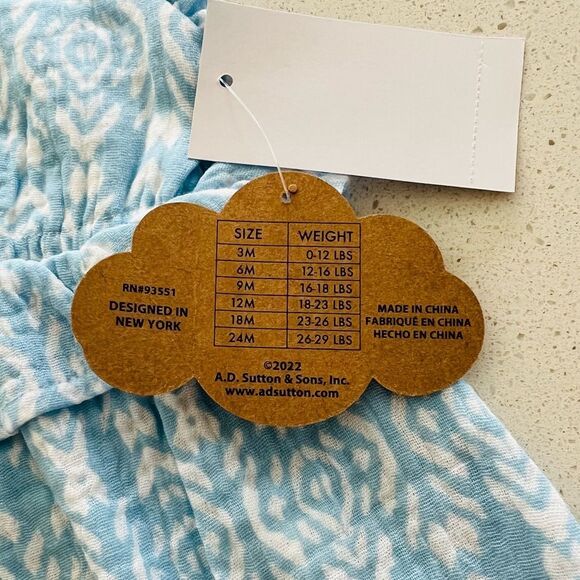 RN#93551
DESIGNED IN
NEW YORK
SIZE WEIGHT
3M 0-12 LBS
6M 12-16 LBS
9M 16-18 LBS
12M 18-23 LBS
18M 23-26 LBS
24M 26-29 LBS
©2022
A.D. Sutton & Sons, Inc.
www.adsutton.com
MADE IN CHINA
FABRIQUÉ EN CHINA
HECHO EN CHINA